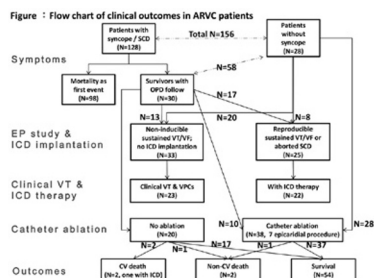 Figure ：Flow chart of clinical outcomes in ARVC patients
Patients with
syncope / SCD
(N=128)
Total N=156
Patients
without
syncope
(N=28)
Symptoms
N=58
Mortality as
first event
(N=98)
Survivors with
OPD follow
(N=30)
N=17
N=13
N=20
N=8
EP study &
ICD implantation
Non-inducible
sustained VT/VF;
no ICD implantation
(N=33)
Reproducible
sustained VT/VF or
aborted SCD
(N=25)
Clinical VT &
ICD therapy
Clinical VT & VPCs
(N=23)
With ICD therapy
(N=22)
Catheter ablation
No ablation
(N=20)
N=10
Catheter ablation
(N=38, 7 epicardial procedure)
N=28
N=2
N=1
N=17
N=1
N=37
Outcomes
CV death
(N=2, one with ICD)
Non-CV death
(N=2)
Survival
(N=54)